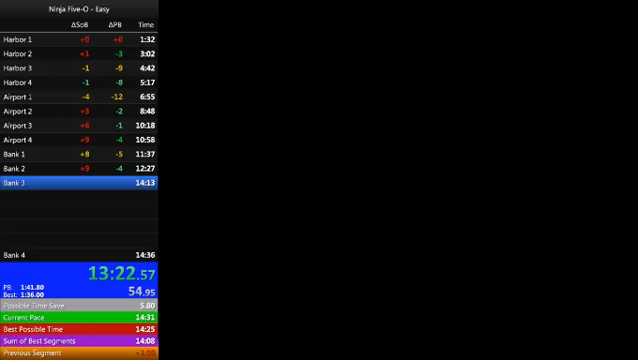 Ninja Five-O - Easy
ΔSoB ΔPB Time
Harbor 1 +0 +0 1:32
Harbor 2 +1 -3 3:02
Harbor 3 -1 -9 4:42
Harbor 4 -1 -8 5:17
Airport 1 -4 -12 6:55
Airport 2 +5 -2 8:48
Airport 3 +6 -1 10:18
Airport 4 +9 -4 10:58
Bank 1 +8 -5 11:37
Bank 2 +9 -4 12:27
Bank 3 14:13
Bank 4 14:36
13:22.57
PB: 1:41.80
Best: 1:36.00 54.95
Possible Time Save 5.80
Current Pace 14:31
Best Possible Time 14:25
Sum of Best Segments 14:08
Previous Segment +1.00